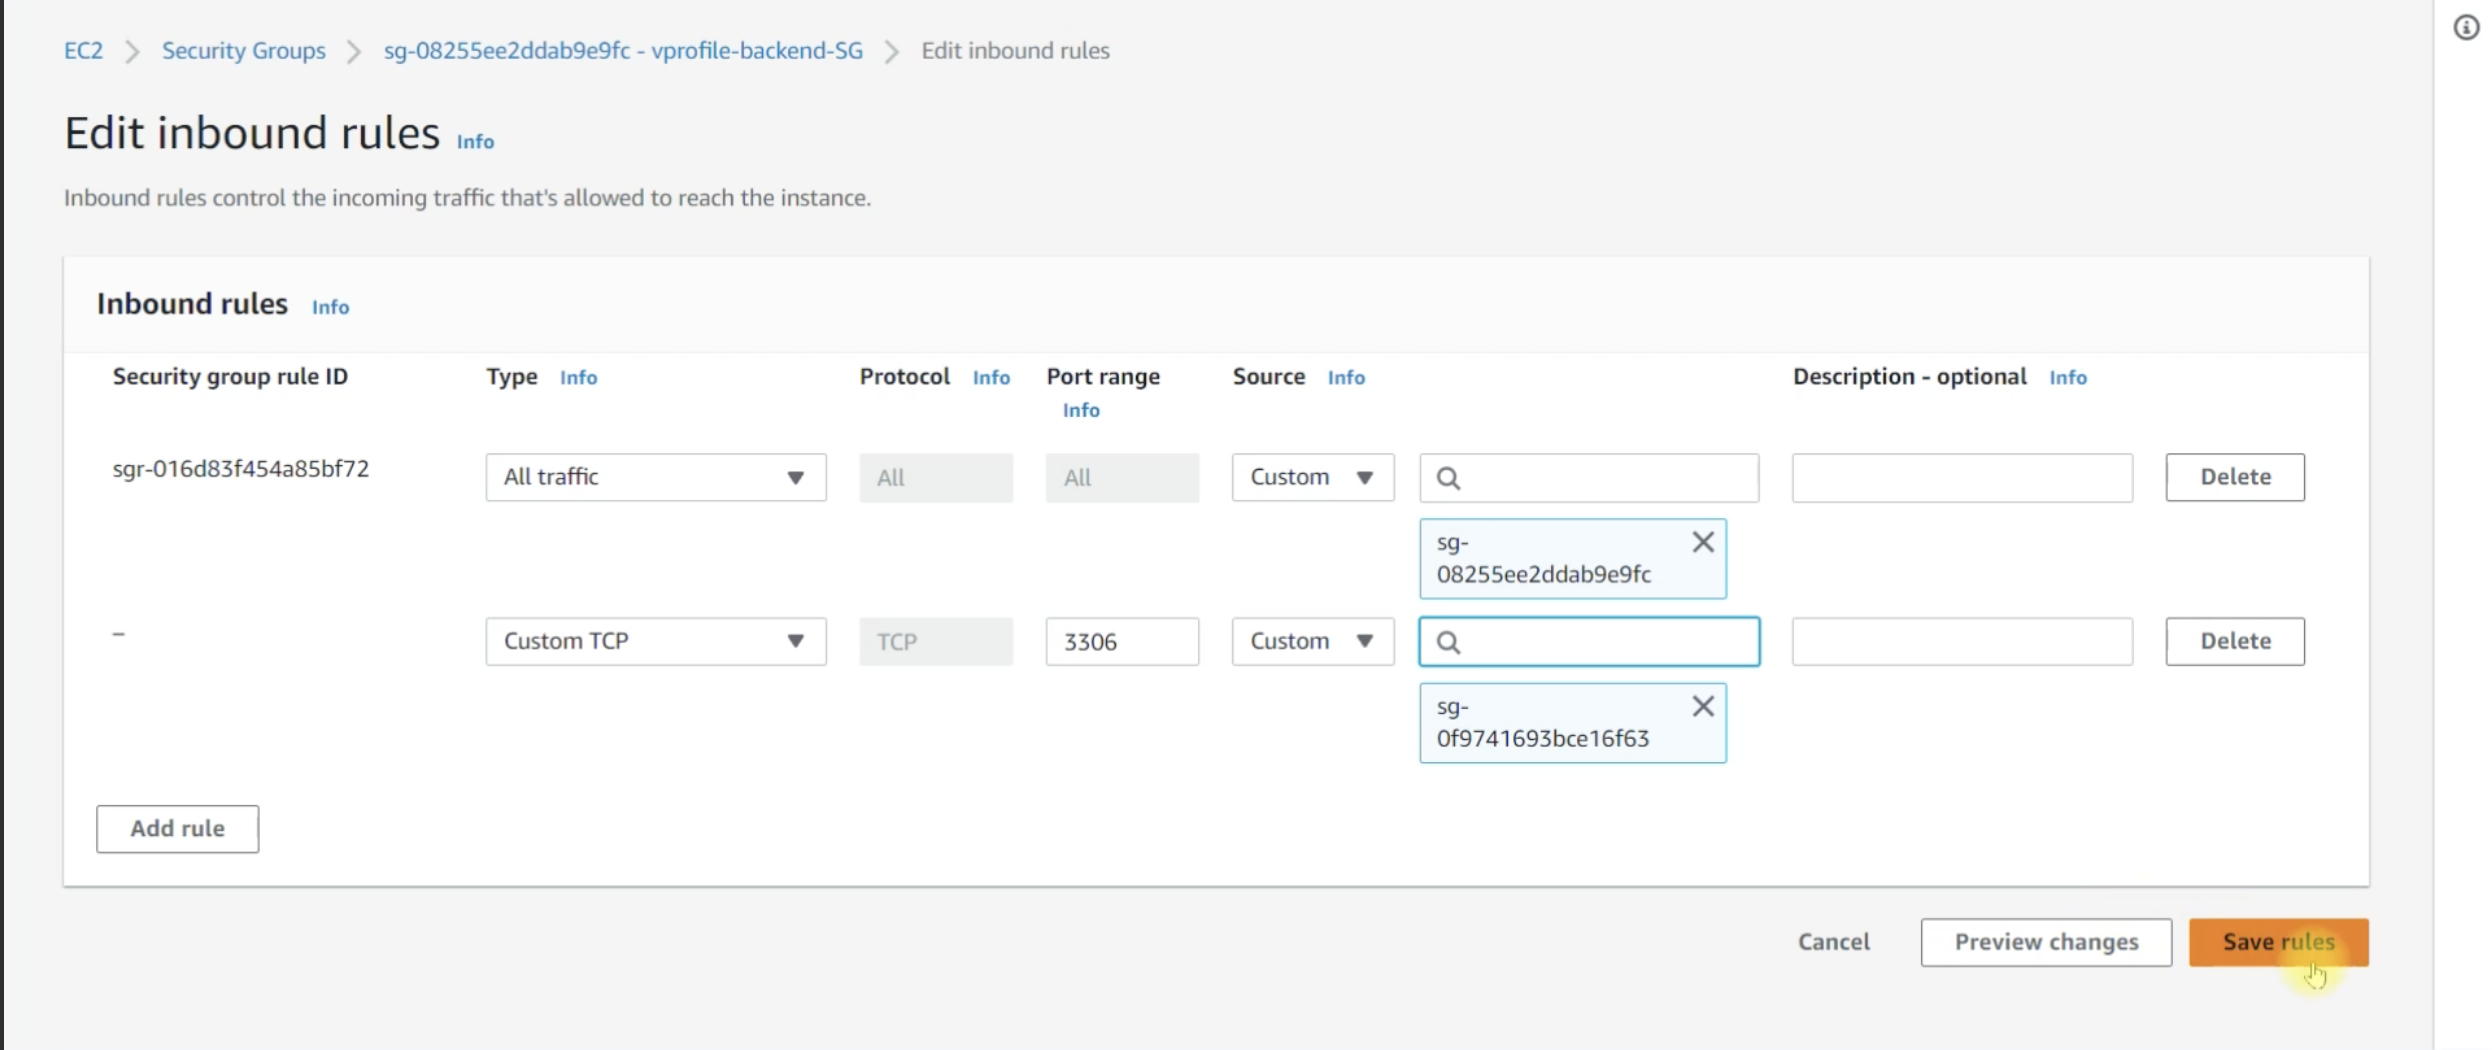 EC2 > Security Groups > sg-08255ee2ddab9e9fc - vprofile-backend-SG > Edit inbound rules
Edit inbound rules Info
Inbound rules control the incoming traffic that's allowed to reach the instance.
Inbound rules Info
Security group rule ID Type Info Protocol Info Port range Info Source Info Description - optional Info
sgr-016d83f454a85bf72 All traffic All All Custom Delete
sg-
08255ee2ddab9e9fc
– Custom TCP TCP 3306 Custom Delete
sg-
0f9741693bce16f63
Add rule
Cancel Preview changes Save rules